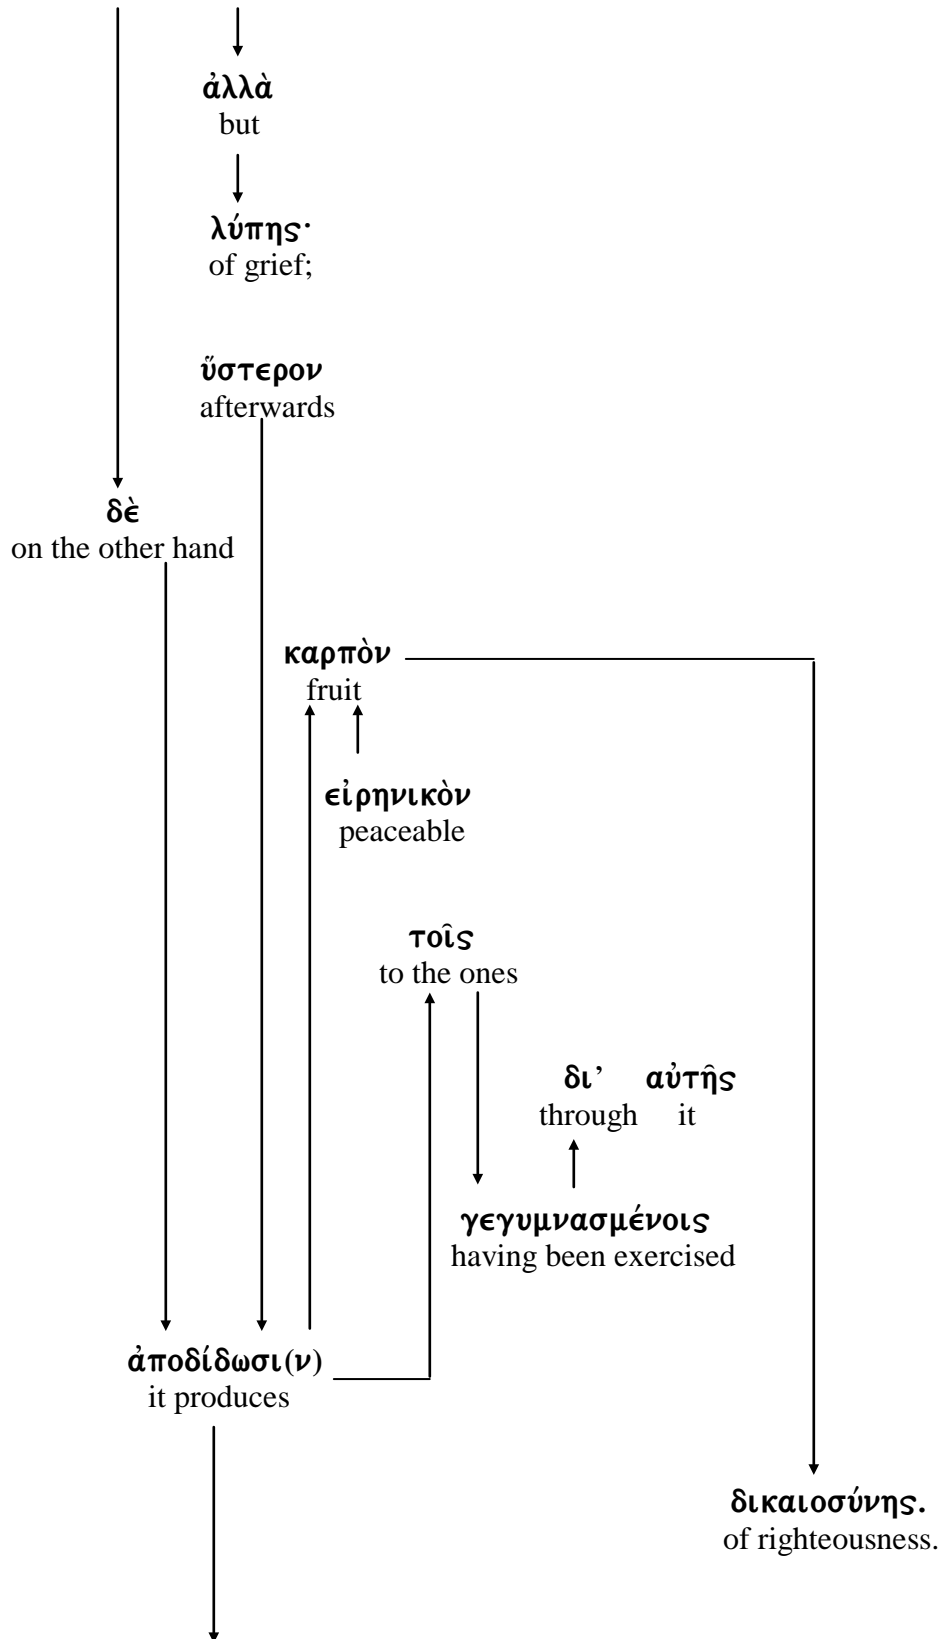 ἀλλὰ
but
λύπης·
of grief;
ὕστερον
afterwards
δὲ
on the other hand
καρπὸν
fruit
εἰρηνικὸν
peaceable
τοῖς
to the ones
δι’ αὐτῆς
through it
γεγυμνασμένοις
having been exercised
ἀποδίδωσι(ν)
it produces
δικαιοσύνης.
of righteousness.